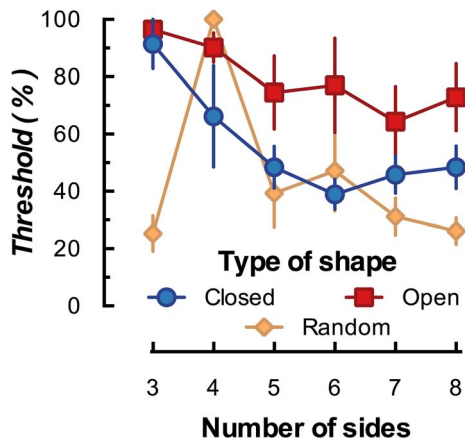 100
80
60
40
20
0
Threshold (%)
Type of shape
Closed Open
Random
3 4 5 6 7 8
Number of sides